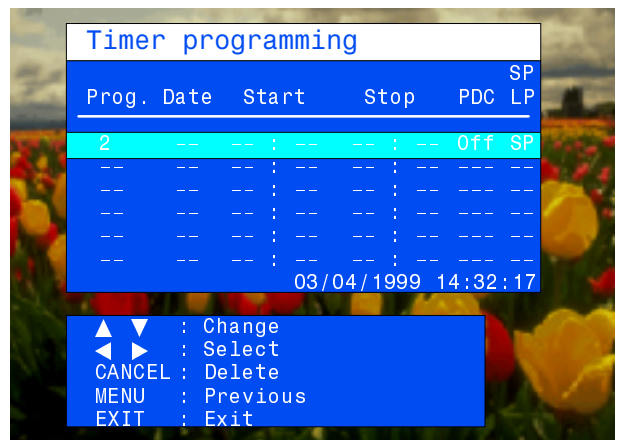 Timer programming
SP
Prog. Date Start Stop PDC LP
2 -- -- : -- -- : -- Off SP
-- -- -- : -- -- : -- --- --
-- -- -- : -- -- : -- --- --
-- -- -- : -- -- : -- --- --
-- -- -- : -- -- : -- --- --
-- -- -- : -- -- : -- --- --
03/04/1999 14:32:17
▲ ▼ : Change
◀ ▶ : Select
CANCEL : Delete
MENU : Previous
EXIT : Exit